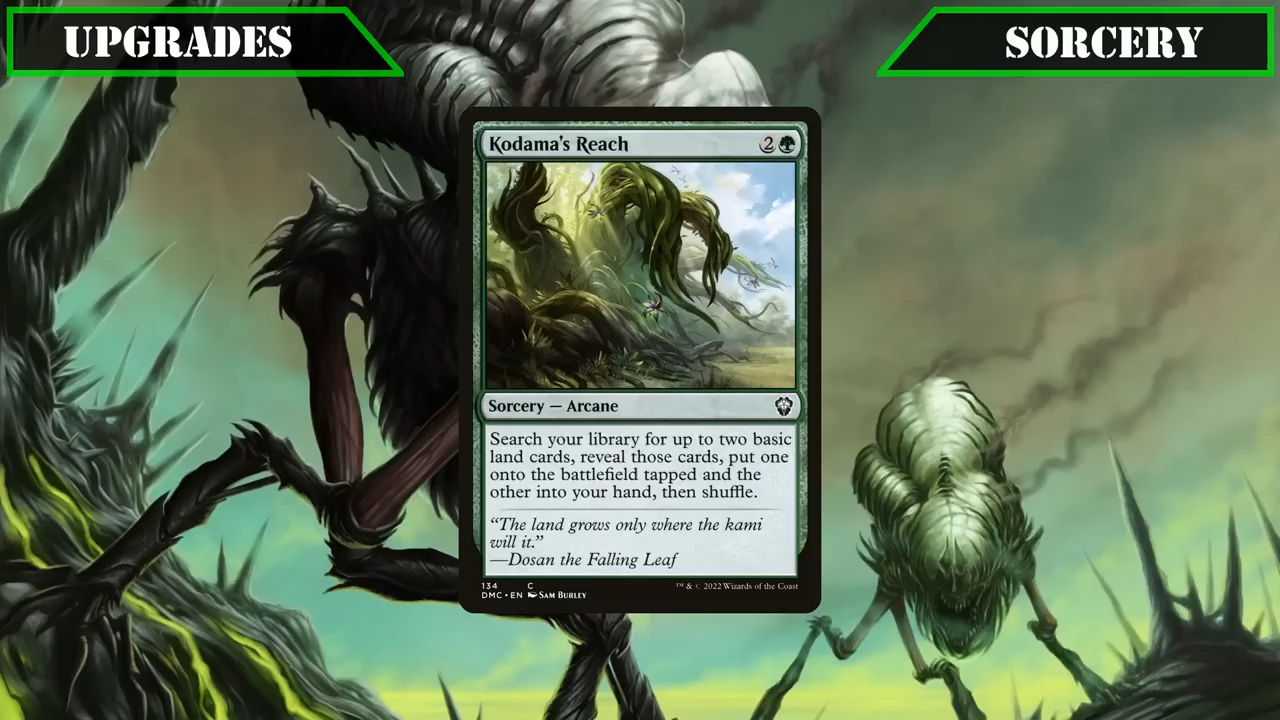 UPGRADES
SORCERY
Kodama's Reach 2
Sorcery — Arcane
Search your library for up to two basic
land cards, reveal those cards, put one
onto the battlefield tapped and the
other into your hand, then shuffle.
“The land grows only where the kami
will it.”
—Dosan the Falling Leaf
134 C
DMC • EN Sam Burley
™ & © 2022 Wizards of the Coast